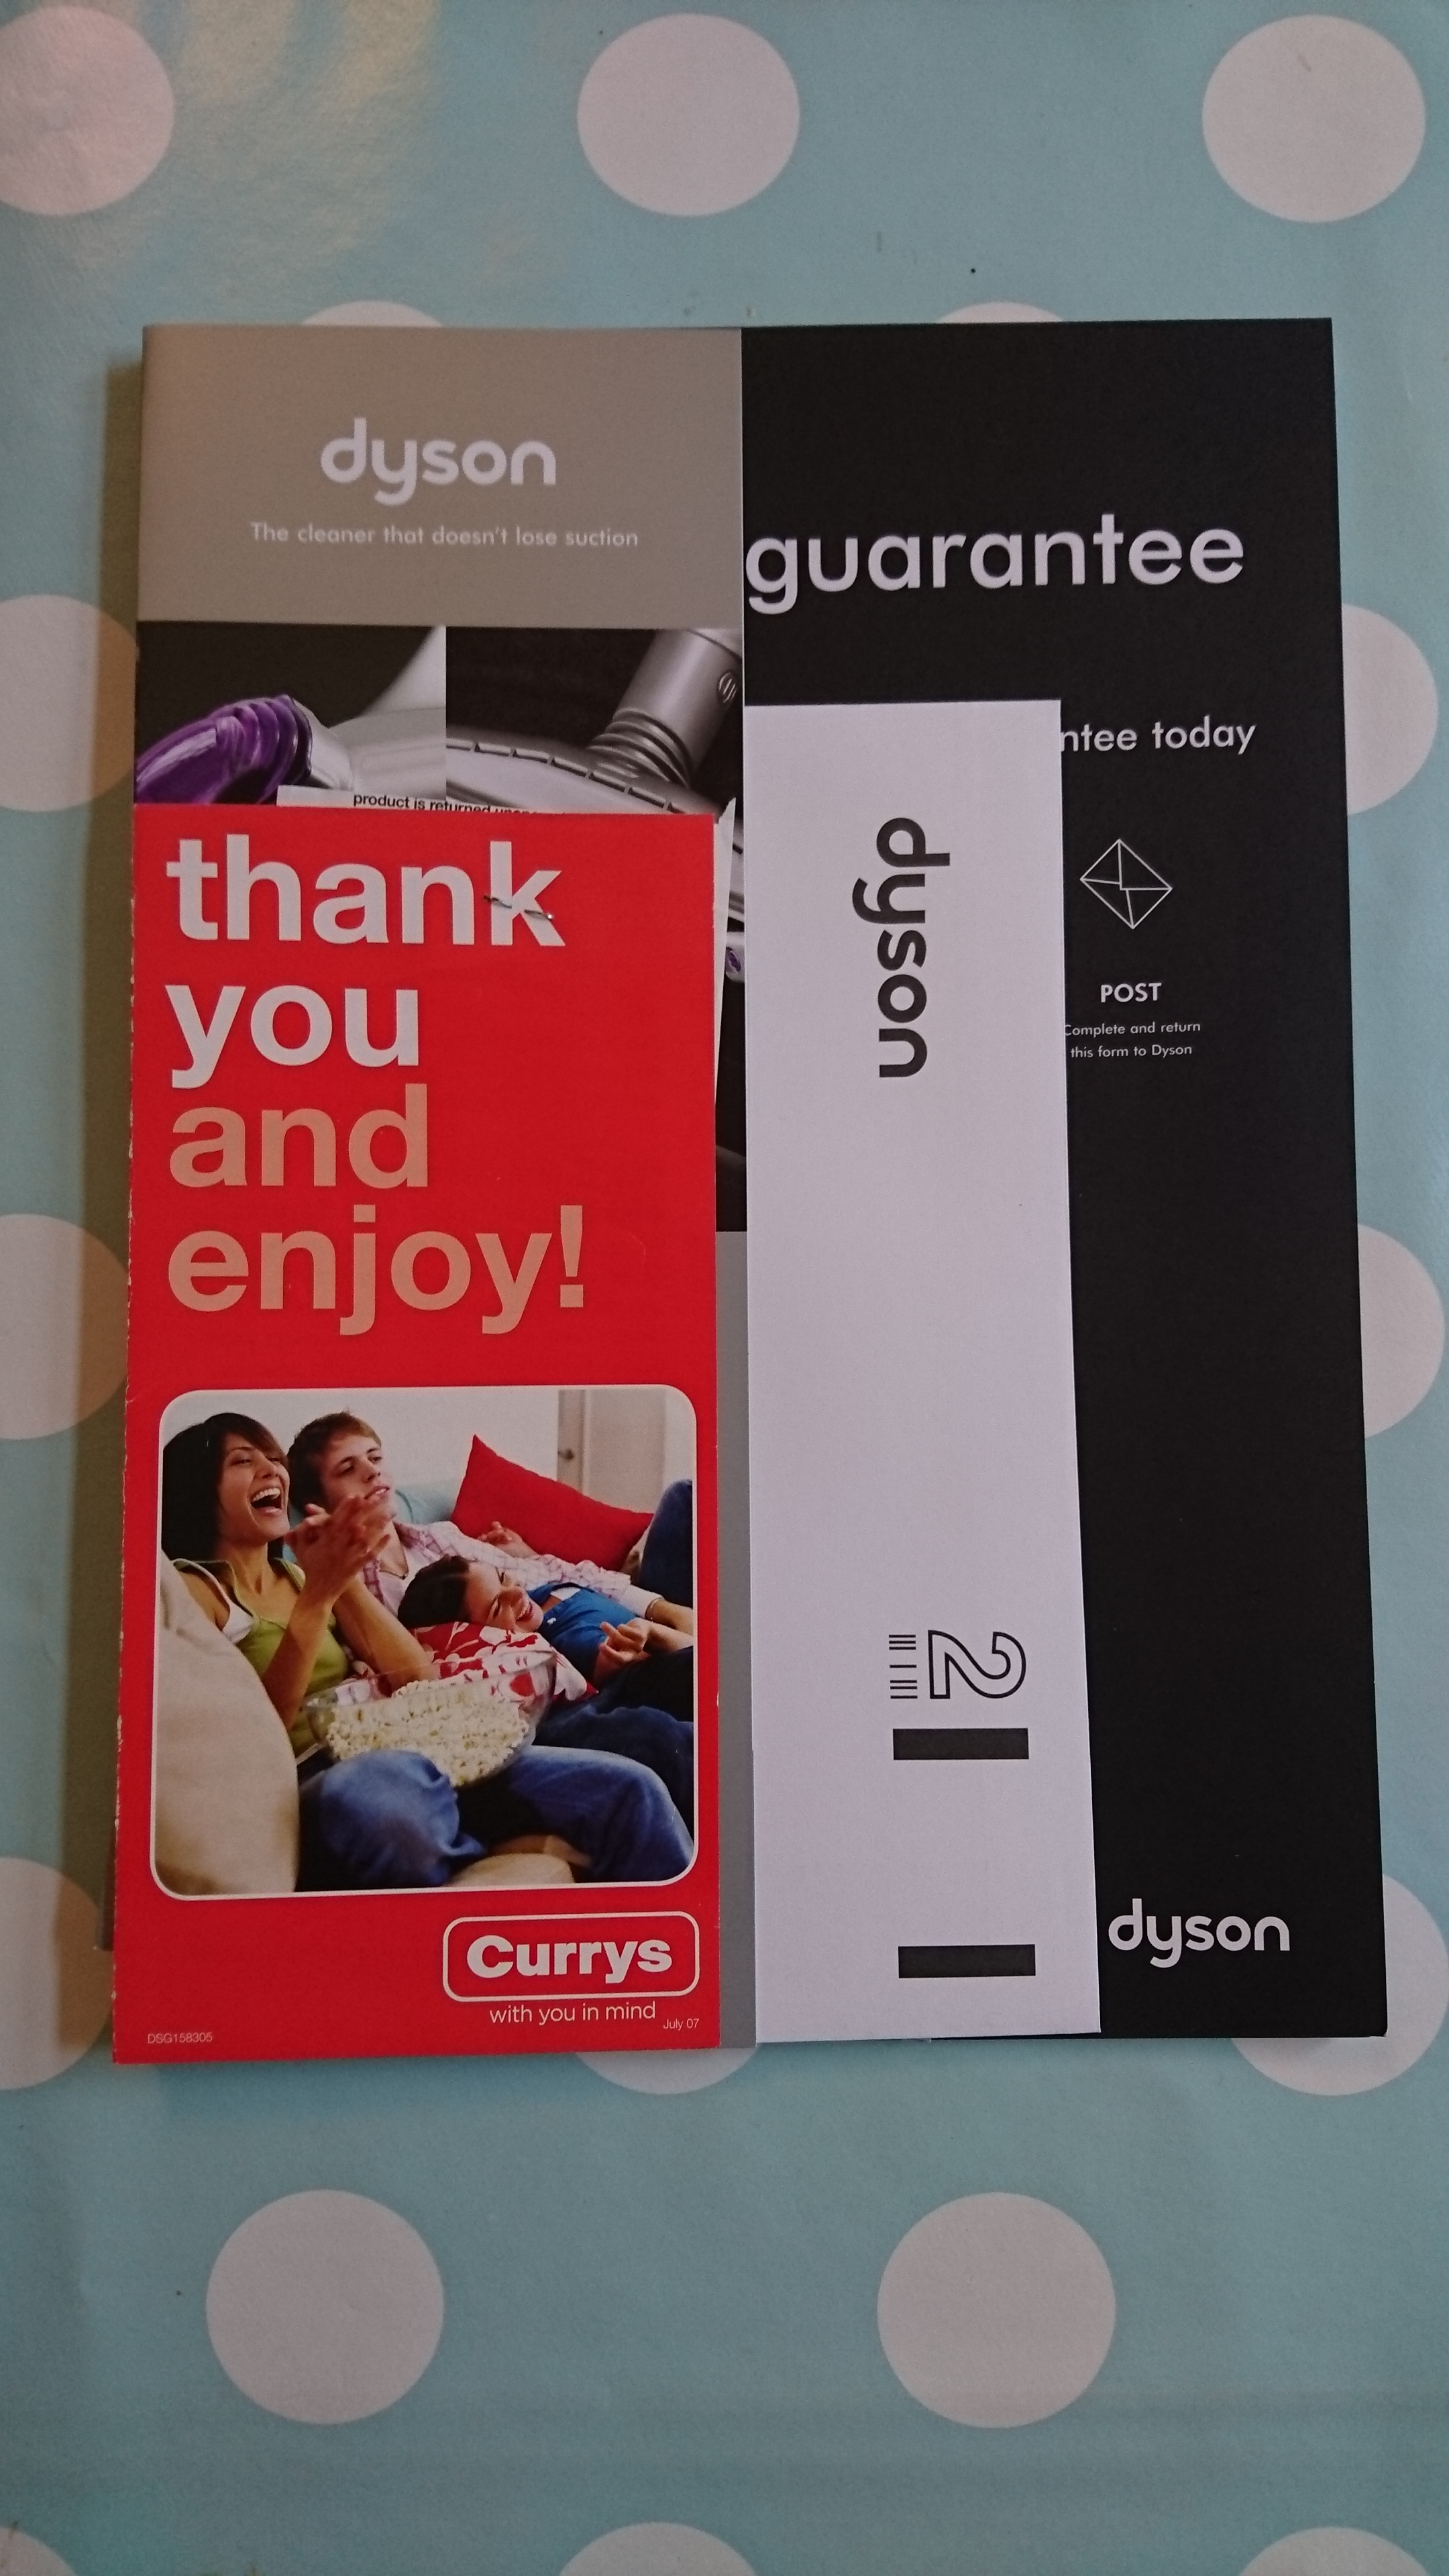 dyson
The cleaner that doesn't lose suction
product is returned
thank
you
and
enjoy!
Currys
with you in mind
July 07
DSG158305
guarantee
ntee today
POST
Complete and return
this form to Dyson
dyson
dyson
2